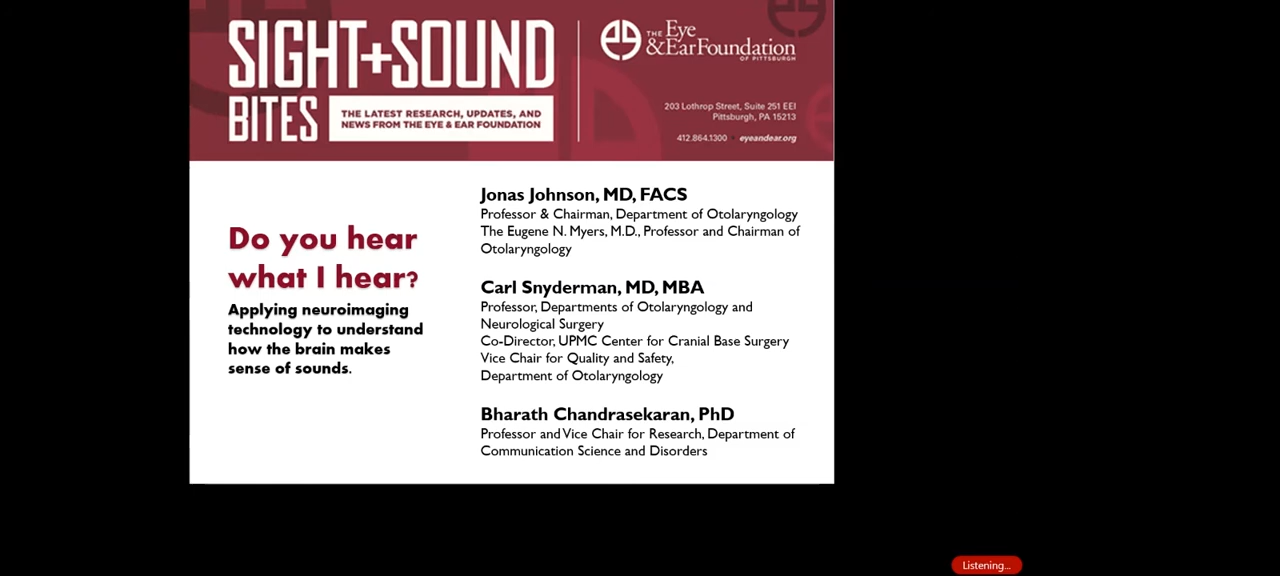 SIGHT+SOUND
BITES
THE LATEST RESEARCH, UPDATES, AND
NEWS FROM THE EYE & EAR FOUNDATION
THE Eye
& Ear Foundation
OF PITTSBURGH
203 Lothrop Street, Suite 251 EEI
Pittsburgh, PA 15213
412.864.1300 • eyeandear.org
Do you hear
what I hear?
Applying neuroimaging
technology to understand
how the brain makes
sense of sounds.
Jonas Johnson, MD, FACS
Professor & Chairman, Department of Otolaryngology
The Eugene N. Myers, M.D., Professor and Chairman of
Otolaryngology
Carl Snyderman, MD, MBA
Professor, Departments of Otolaryngology and
Neurological Surgery
Co-Director, UPMC Center for Cranial Base Surgery
Vice Chair for Quality and Safety,
Department of Otolaryngology
Bharath Chandrasekaran, PhD
Professor and Vice Chair for Research, Department of
Communication Science and Disorders
Listening...